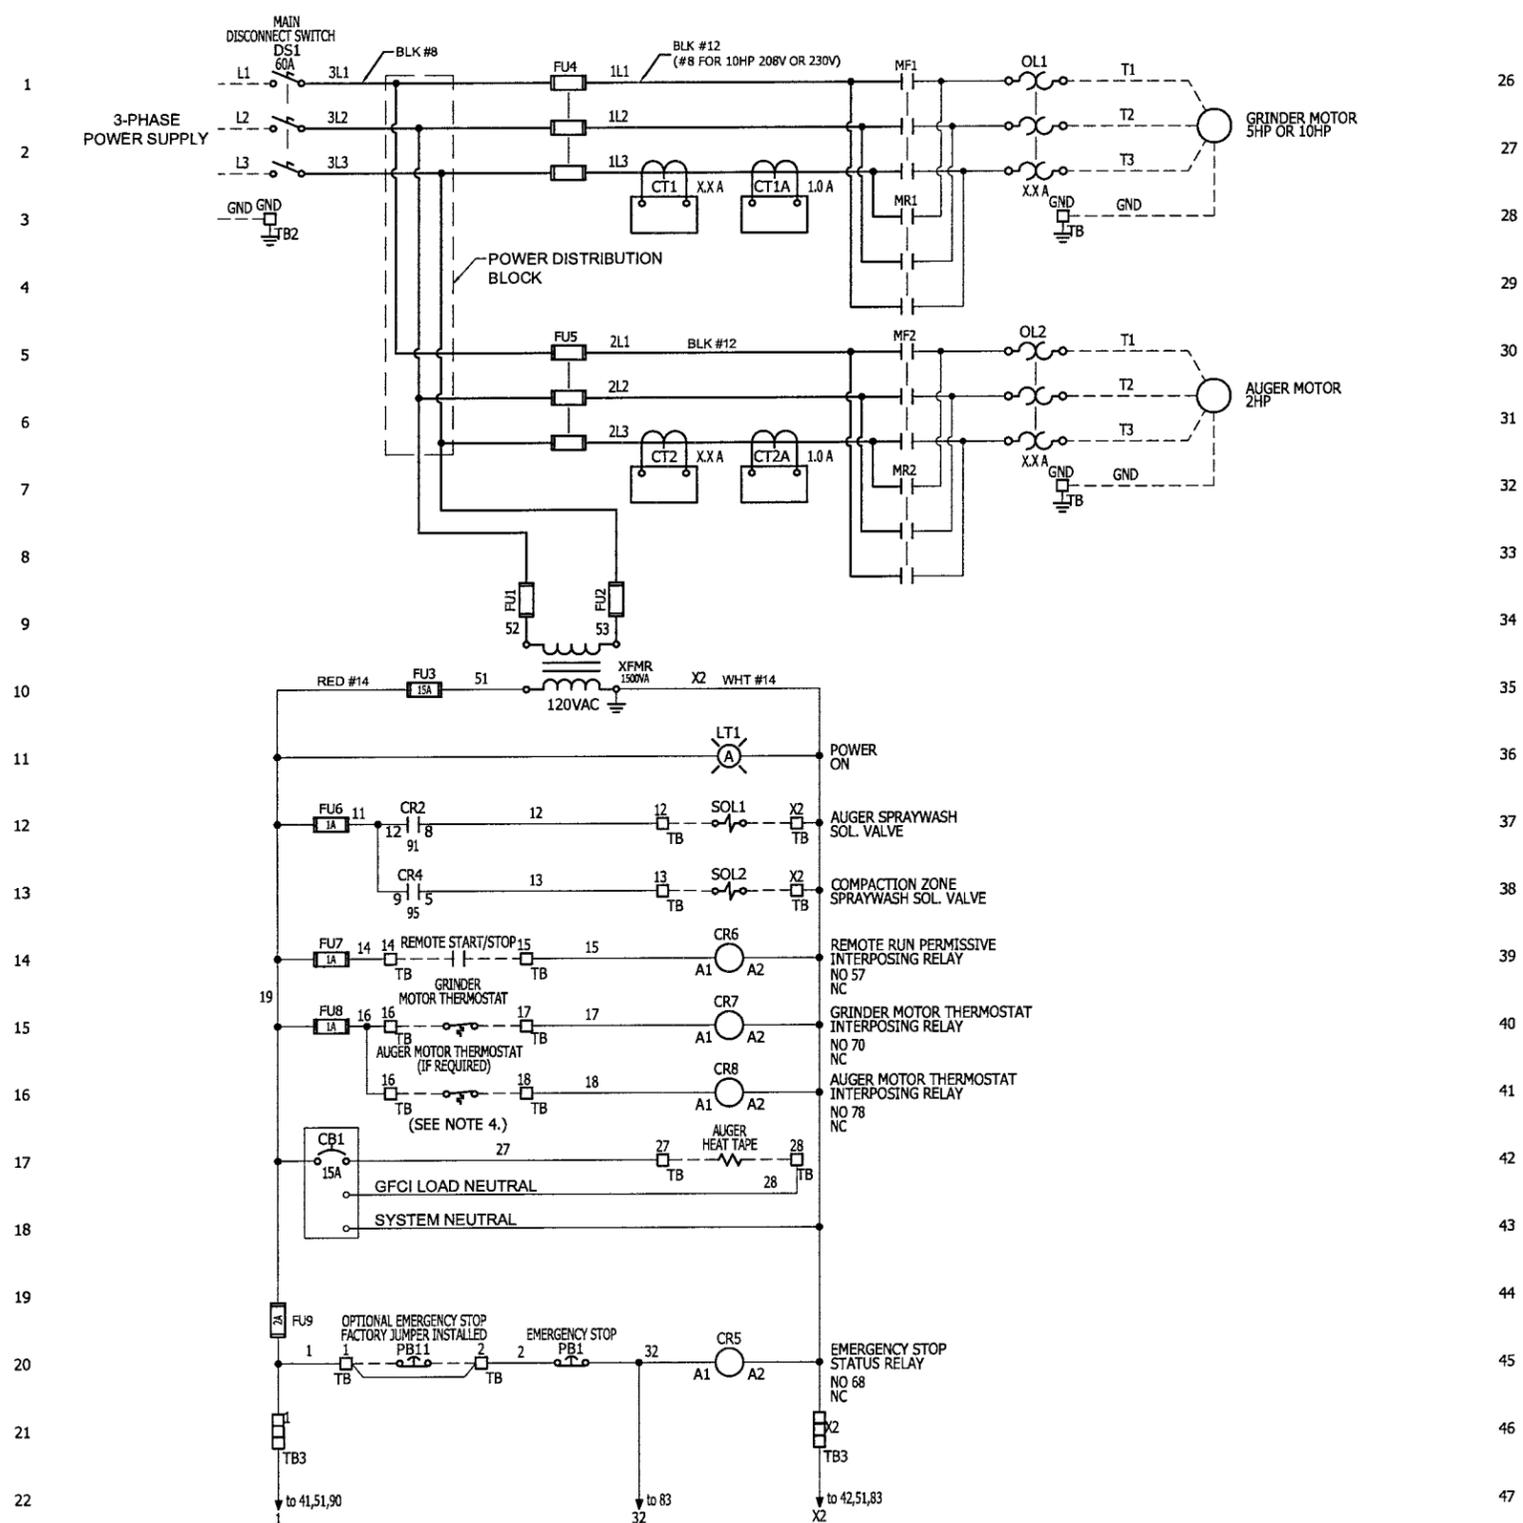 MAIN
DISCONNECT SWITCH
DS1
60A
BLK #8
BLK #12
(#8 FOR 10HP 208V OR 230V)
1
L1
3L1
FU4
1L1
MF1
OL1
T1
26
3-PHASE
POWER SUPPLY
L2
3L2
1L2
T2
GRINDER MOTOR
5HP OR 10HP
2
L3
3L3
1L3
CT1
X.X A
CT1A
1.0 A
T3
X.X A
27
3
GND
GND
TB2
MR1
GND
TB
GND
28
POWER DISTRIBUTION
BLOCK
4
29
5
FU5
2L1
BLK #12
MF2
OL2
T1
30
2L2
T2
AUGER MOTOR
2HP
6
2L3
CT2
X.X A
CT2A
1.0 A
T3
X.X A
31
7
MR2
GND
TB
GND
32
8
33
9
FU1
FU2
52
53
34
10
RED #14
FU3
15A
51
XFMR
1500VA
120VAC
X2
WHT #14
35
11
LT1
A
POWER
ON
36
12
FU6
1A
11
CR2
12
8
91
12
12
TB
SOL1
X2
TB
AUGER SPRAYWASH
SOL. VALVE
37
13
CR4
9
5
95
13
13
TB
SOL2
X2
TB
COMPACTION ZONE
SPRAYWASH SOL. VALVE
38
14
FU7
1A
14
14
TB
REMOTE START/STOP
15
TB
15
CR6
A1
A2
REMOTE RUN PERMISSIVE
INTERPOSING RELAY
NO 57
NC
39
19
GRINDER
MOTOR THERMOSTAT
15
FU8
1A
16
16
TB
17
TB
17
CR7
A1
A2
GRINDER MOTOR THERMOSTAT
INTERPOSING RELAY
NO 70
NC
40
AUGER MOTOR THERMOSTAT
(IF REQUIRED)
16
16
TB
18
TB
18
CR8
A1
A2
AUGER MOTOR THERMOSTAT
INTERPOSING RELAY
NO 78
NC
41
(SEE NOTE 4.)
17
CB1
15A
27
27
TB
AUGER
HEAT TAPE
28
TB
42
GFCI LOAD NEUTRAL
28
18
SYSTEM NEUTRAL
43
19
44
2A
FU9
OPTIONAL EMERGENCY STOP
FACTORY JUMPER INSTALLED
EMERGENCY STOP
20
1
1
TB
PB11
2
TB
2
PB1
32
CR5
A1
A2
EMERGENCY STOP
STATUS RELAY
NO 68
NC
45
21
1
TB3
X2
TB3
46
22
to 41,51,90
1
to 83
32
to 42,51,83
X2
47